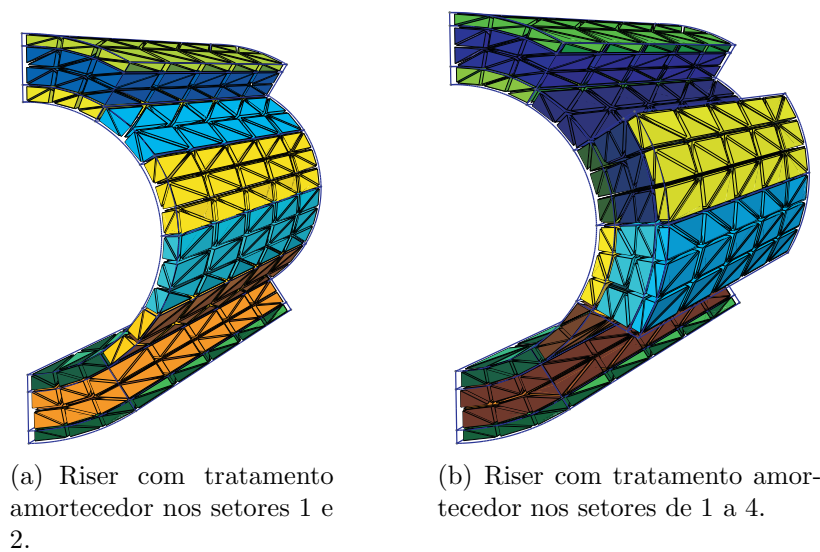 (a) Riser com tratamento
amortecedor nos setores 1 e
2.
(b) Riser com tratamento amor-
tecedor nos setores de 1 a 4.